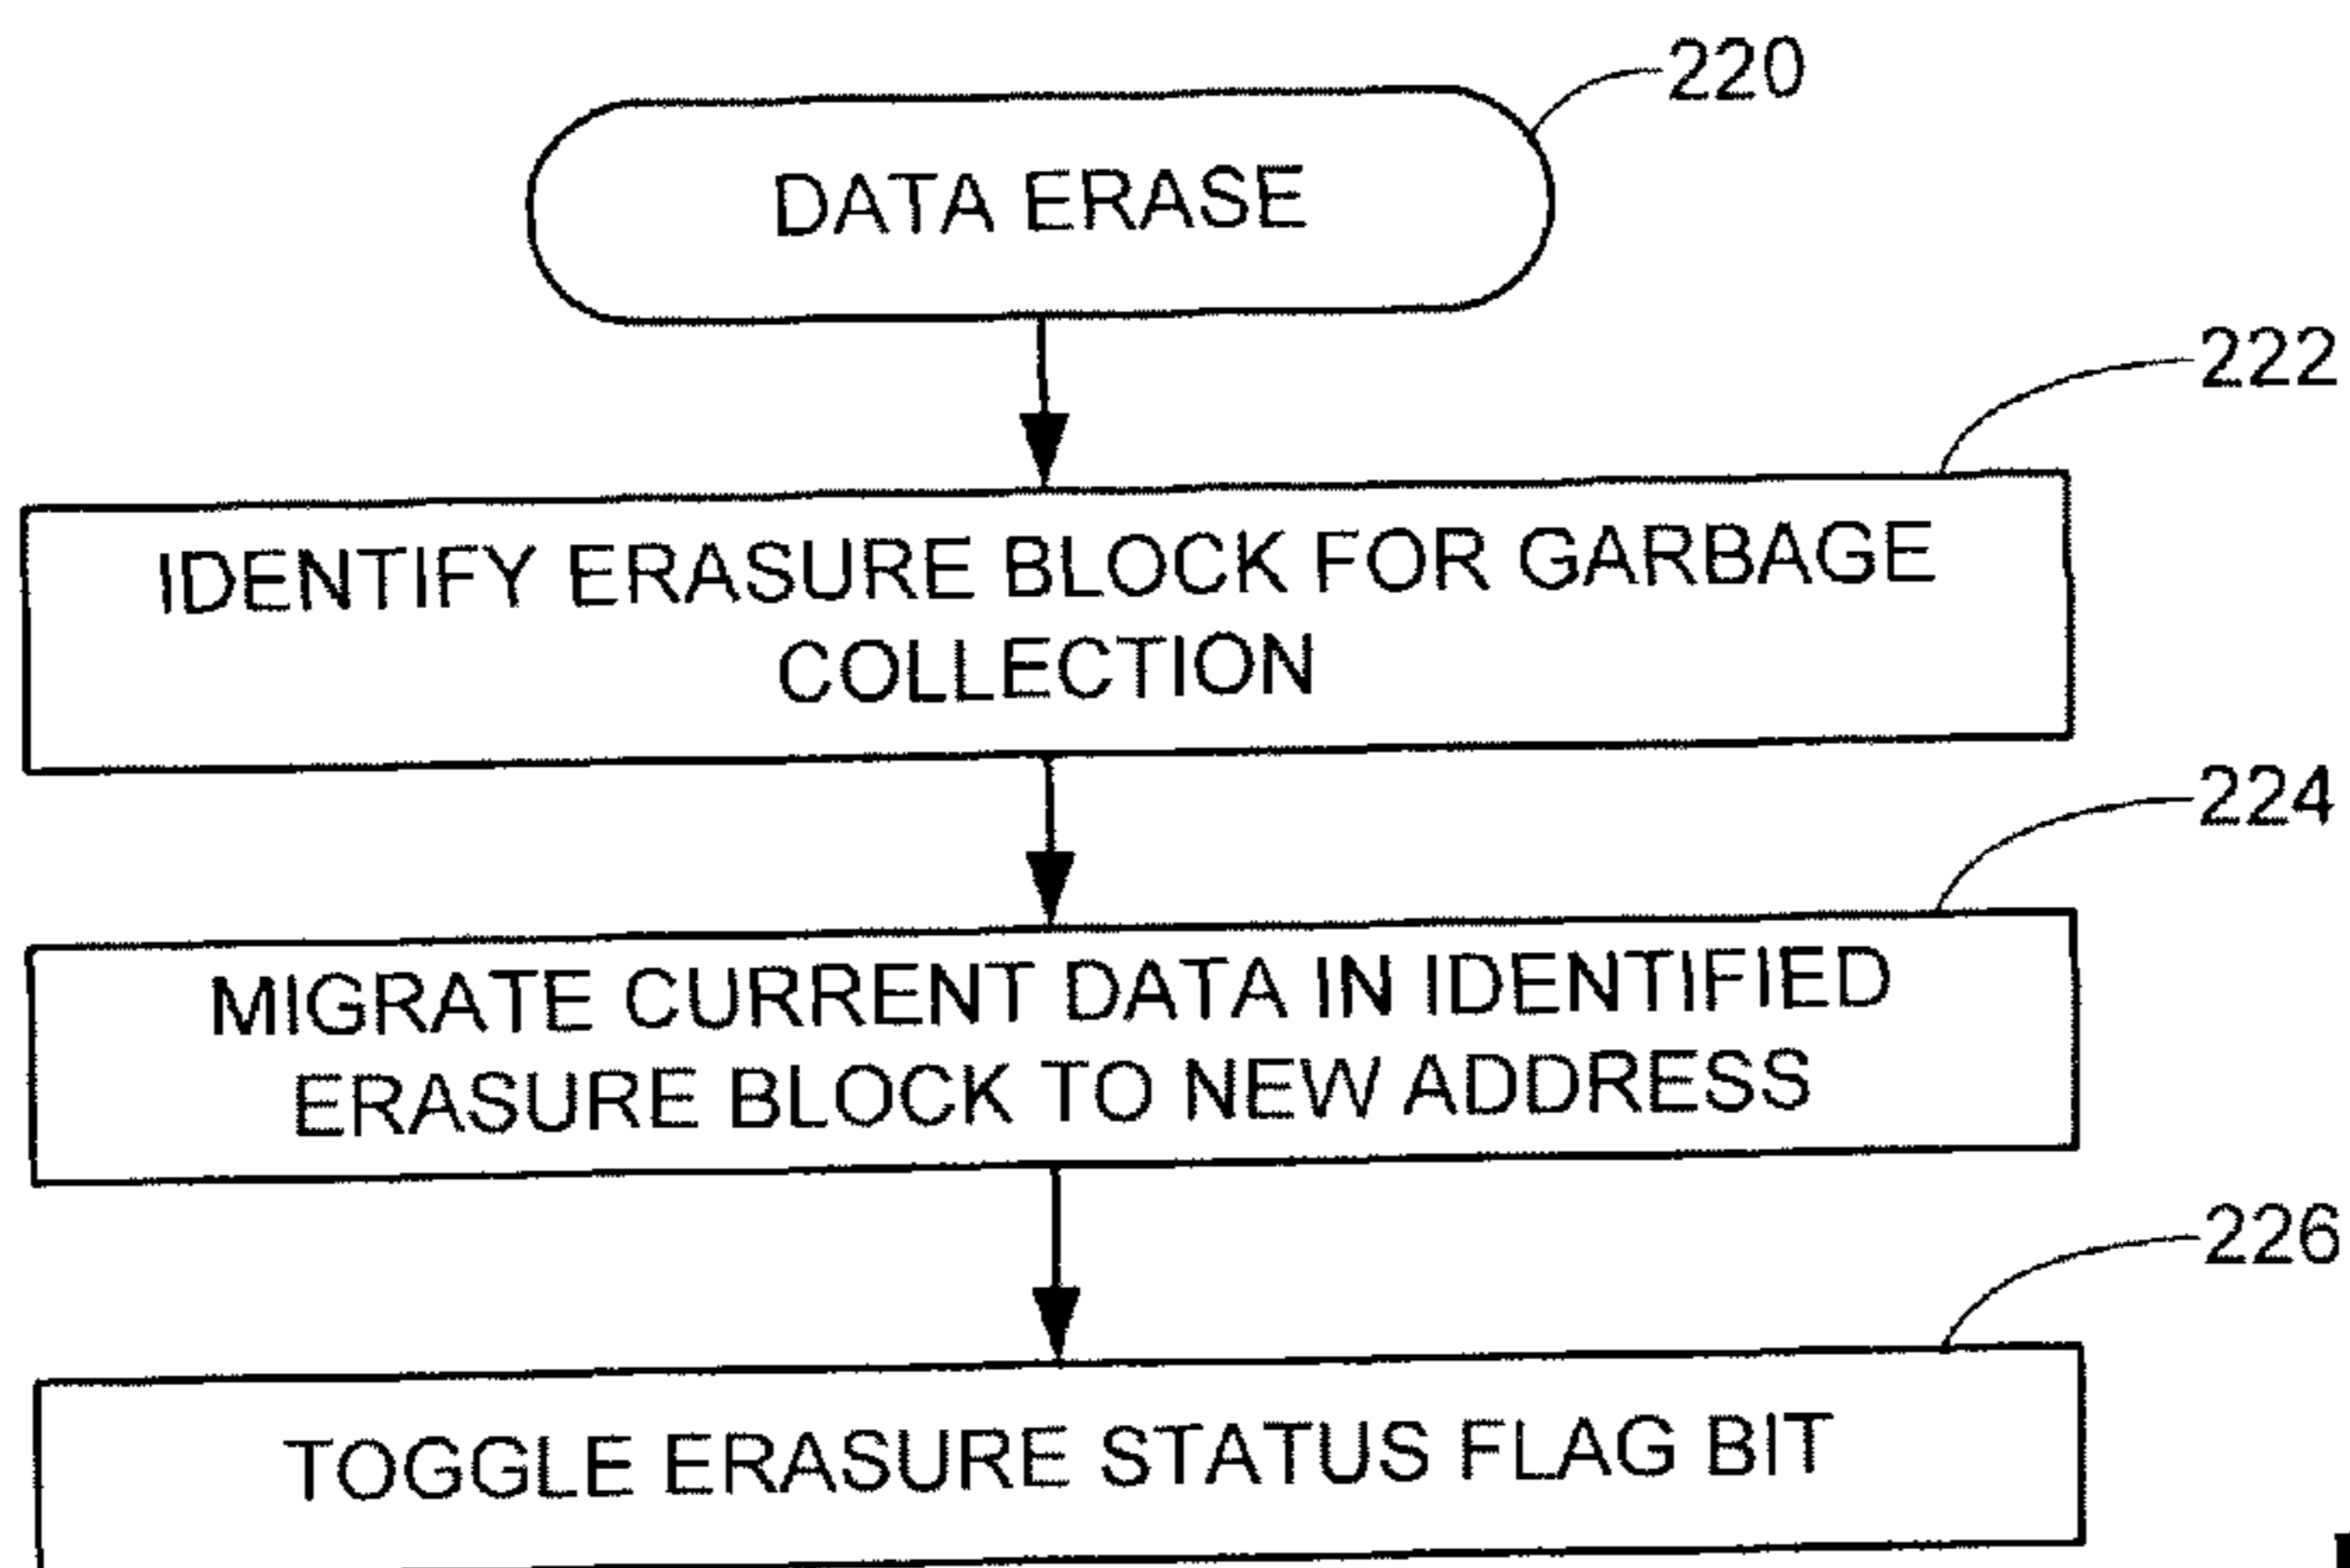 220
DATA ERASE
222
IDENTIFY ERASURE BLOCK FOR GARBAGE
COLLECTION
224
MIGRATE CURRENT DATA IN IDENTIFIED
ERASURE BLOCK TO NEW ADDRESS
226
TOGGLE ERASURE STATUS FLAG BIT